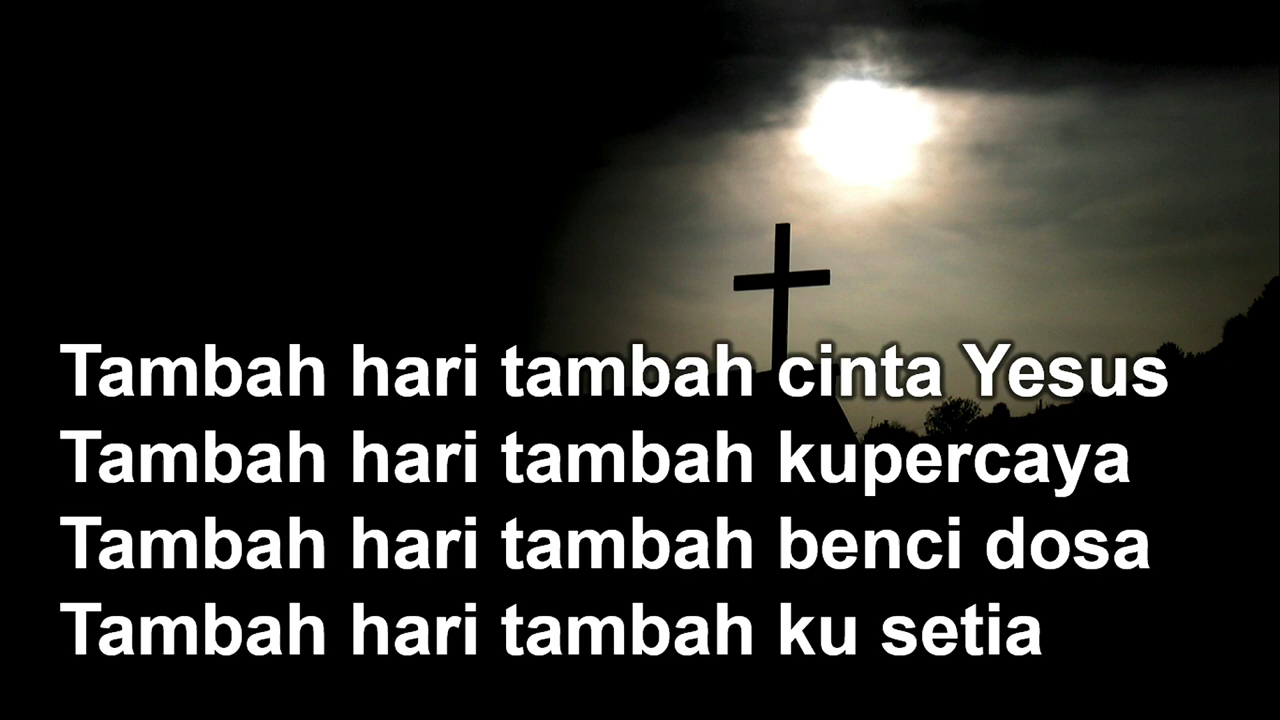 Tambah hari tambah cinta Yesus
Tambah hari tambah kupercaya
Tambah hari tambah benci dosa
Tambah hari tambah ku setia